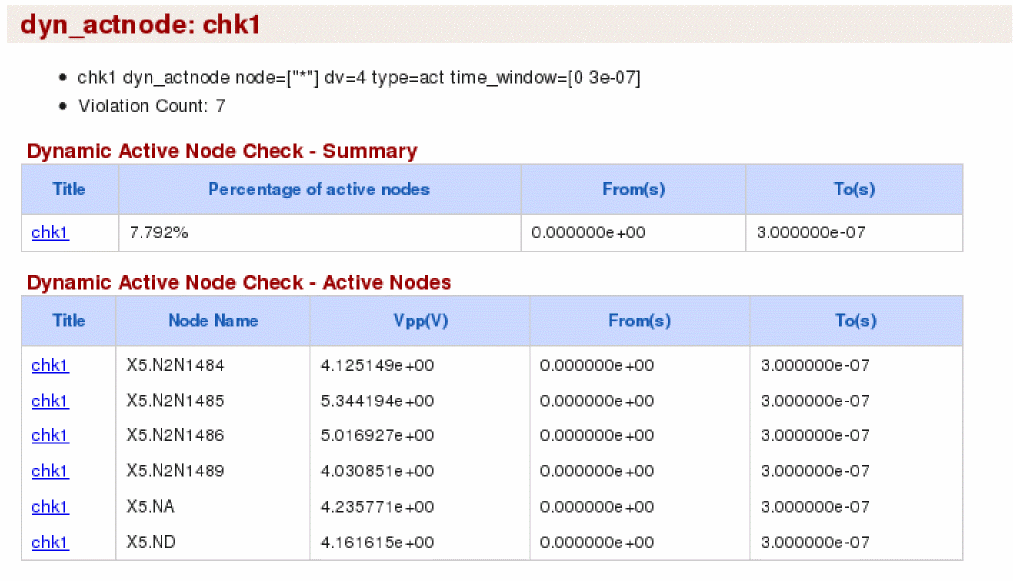 dyn_actnode: chk1
• chk1 dyn_actnode node=["*"] dv=4 type=act time_window=[0 3e-07]
• Violation Count: 7
Dynamic Active Node Check - Summary
Title Percentage of active nodes From(s) To(s)
chk1 7.792% 0.000000e+00 3.000000e-07
Dynamic Active Node Check - Active Nodes
Title Node Name Vpp(V) From(s) To(s)
chk1 X5.N2N1484 4.125149e+00 0.000000e+00 3.000000e-07
chk1 X5.N2N1485 5.344194e+00 0.000000e+00 3.000000e-07
chk1 X5.N2N1486 5.016927e+00 0.000000e+00 3.000000e-07
chk1 X5.N2N1489 4.030851e+00 0.000000e+00 3.000000e-07
chk1 X5.NA 4.235771e+00 0.000000e+00 3.000000e-07
chk1 X5.ND 4.161615e+00 0.000000e+00 3.000000e-07